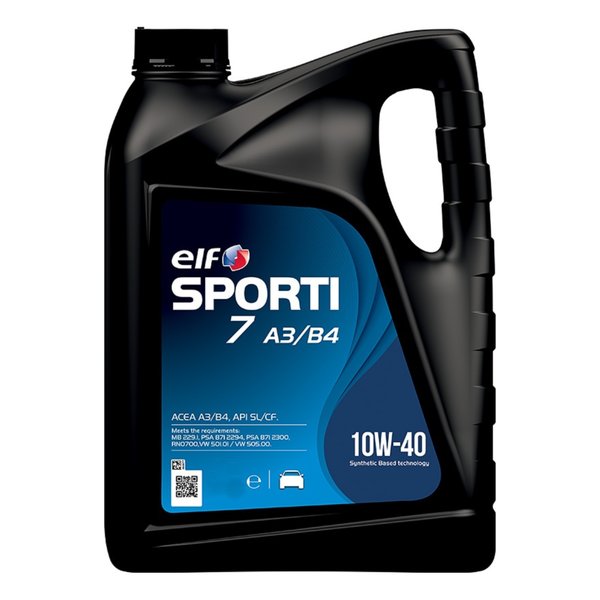 elf
SPORTI
7 A3/B4
ACEA A3/B4, API SL/CF.
Meets the requirements:
MB 229.1, PSA B71 2294, PSA B71 2300,
RN0700,VW 501.01 / VW 505.00.
10W-40
Synthetic Based technology
e